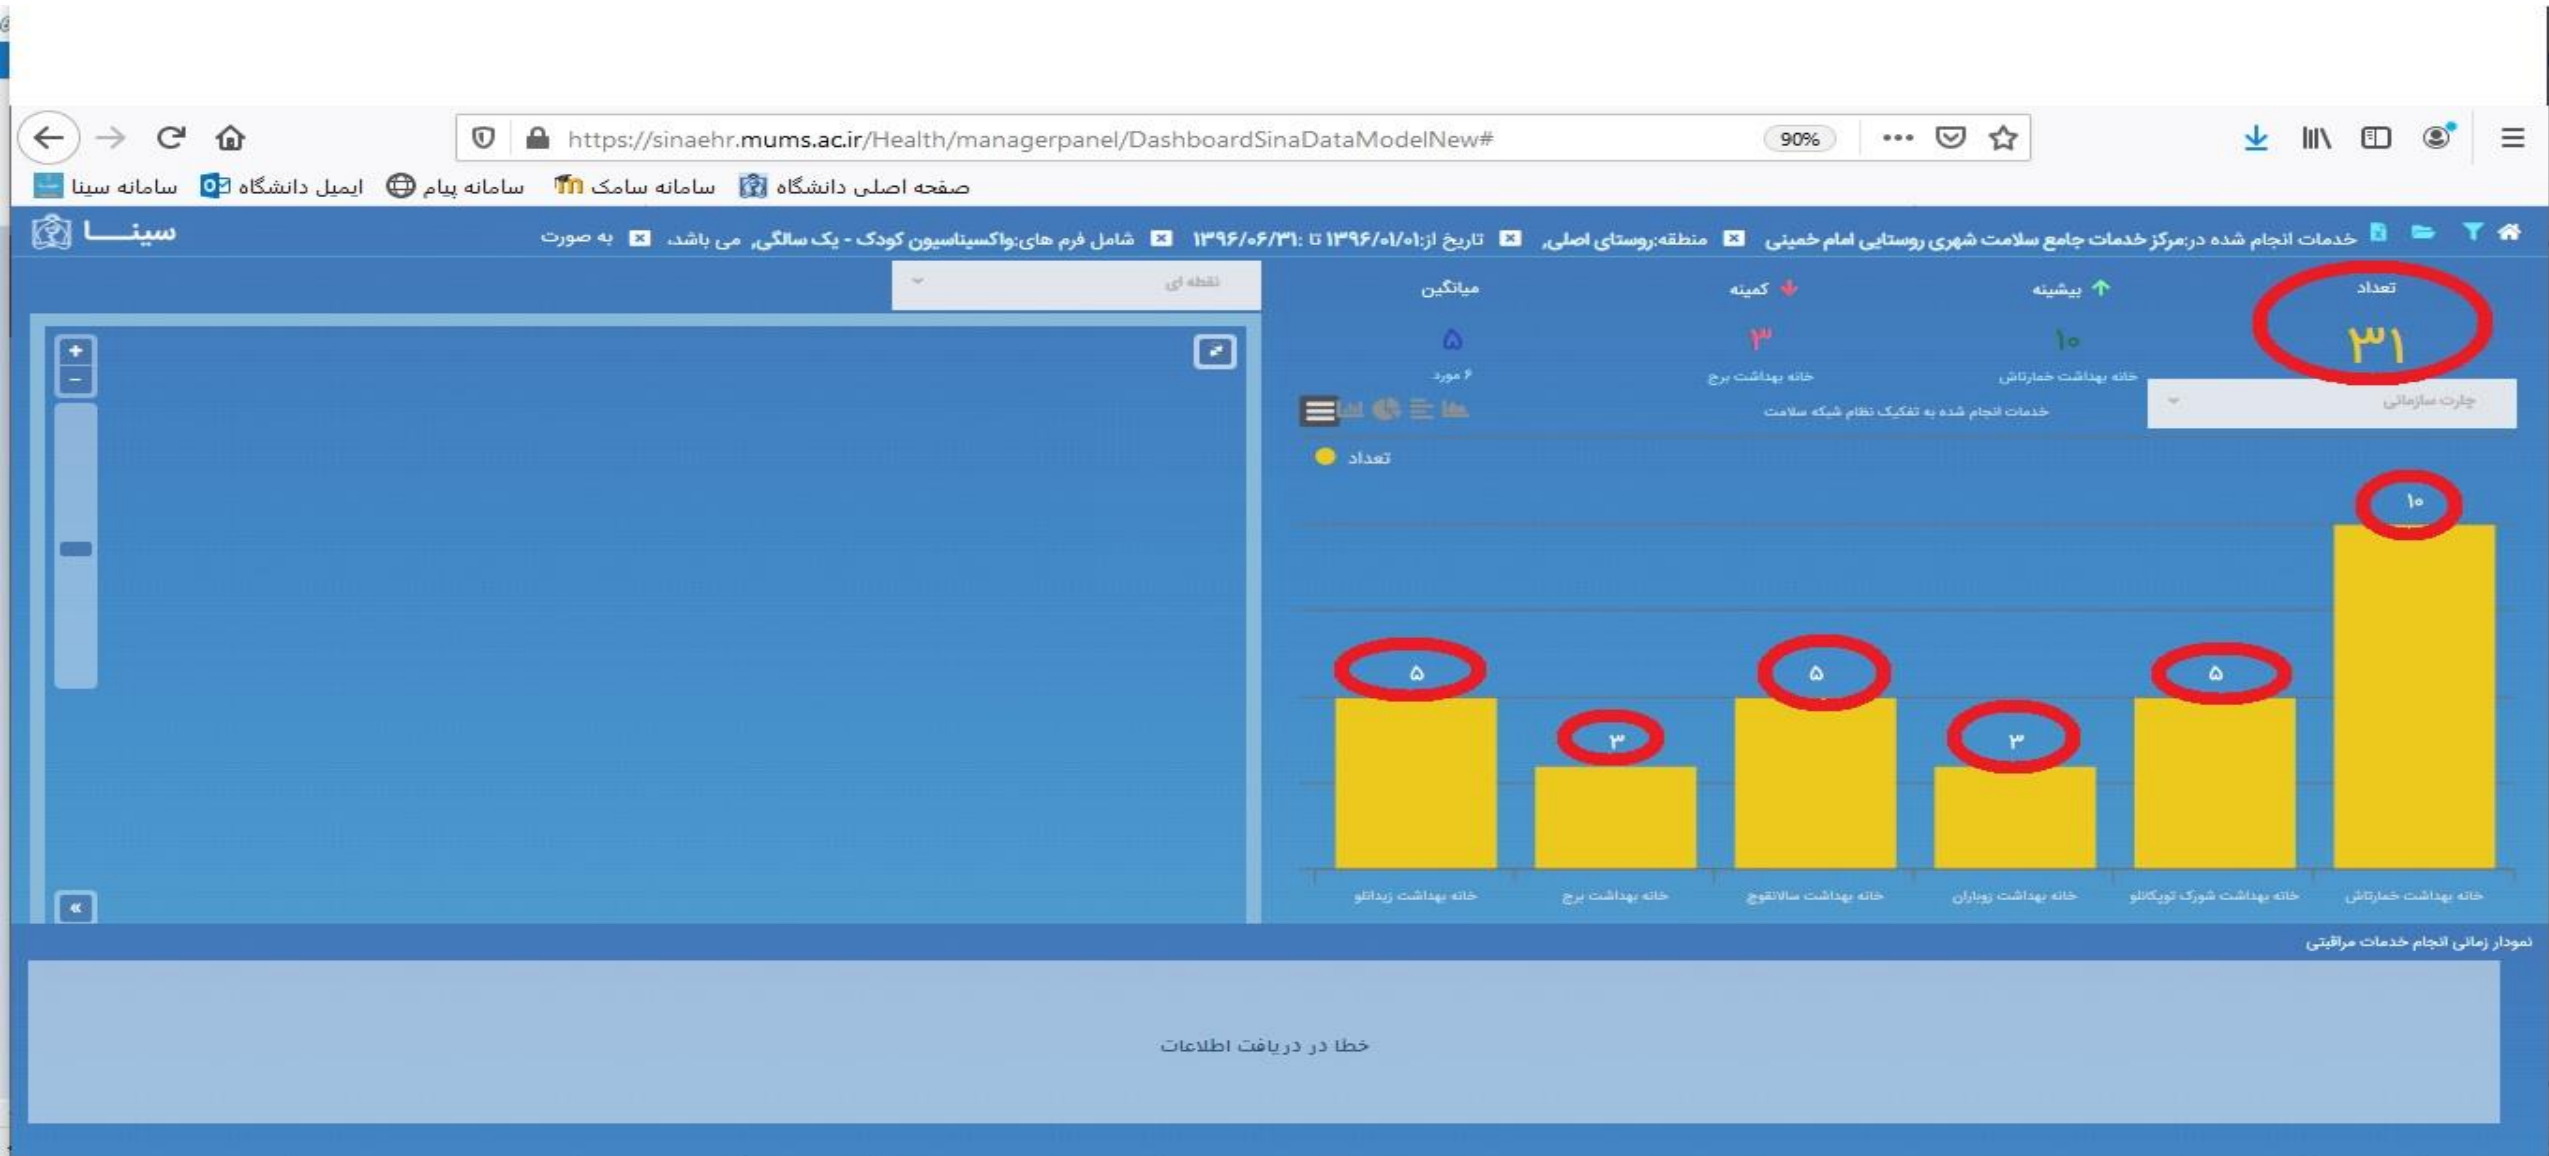 https://sinaehr.mums.ac.ir/Health/managerpanel/DashboardSinaDataModelNew#
90%
سامانه سینا
ایمیل دانشگاه
سامانه پیام
سامانه سامک
صفحه اصلی دانشگاه
خدمات انجام شده در:مرکز خدمات جامع سلامت شهری روستایی امام خمینی منطقه:روستای اصلی, تاریخ از:۱۳۹۶/۰۱/۰۱ تا :۱۳۹۶/۰۶/۳۱ شامل فرم های:واکسیناسیون کودک - یک سالگی, می باشد، به صورت
سینا
تعداد
۳۱
بیشینه
۱۰
خانه بهداشت خمارتاش
کمینه
۳
خانه بهداشت برج
میانگین
۵
۶ مورد
نقطه ای
+
-
چارت سازمانی
خدمات انجام شده به تفکیک نظام شبکه سلامت
تعداد
۱۰
۵
۳
۵
۳
۵
خانه بهداشت خمارتاش
خانه بهداشت شورک توپکانلو
خانه بهداشت زوباران
خانه بهداشت سالانقوچ
خانه بهداشت برج
خانه بهداشت زیدانلو
«
نمودار زمانی انجام خدمات مراقبتی
خطا در دریافت اطلاعات